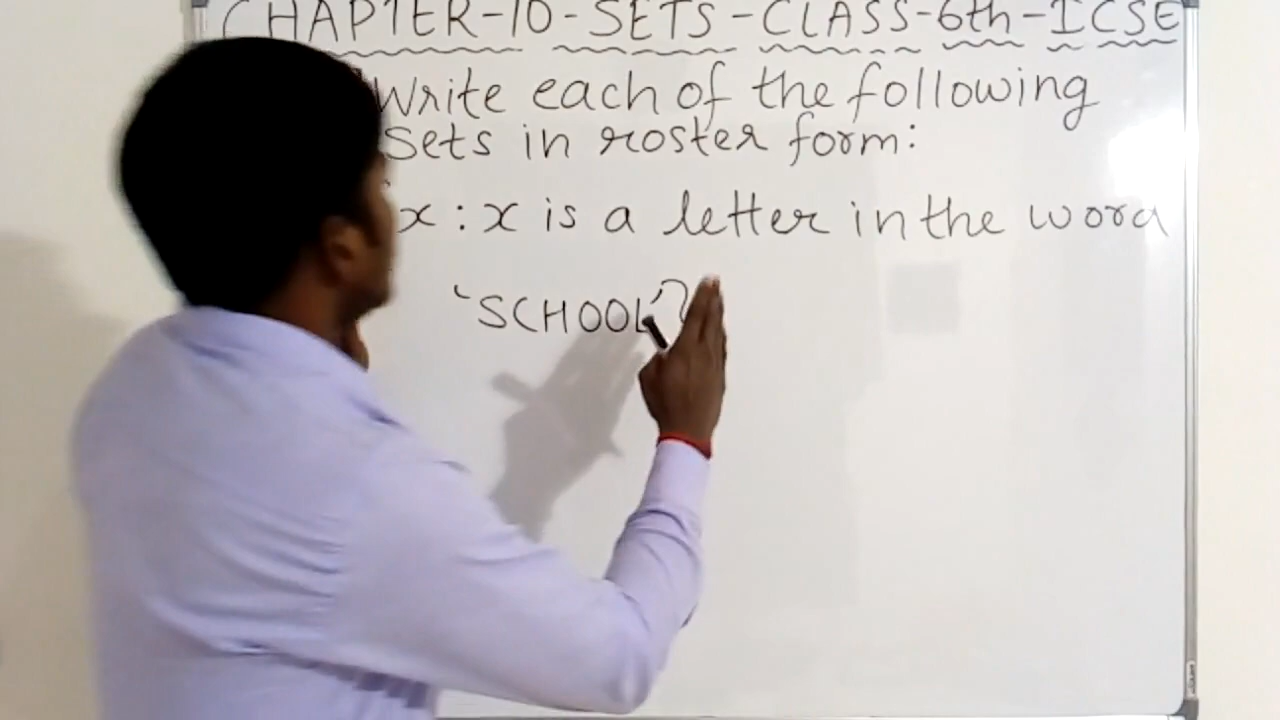 CHAPTER-10-SETS-CLASS-6th-ICSE
Write each of the following
Sets in roster form:
x : x is a letter in the word
'SCHOOL'}